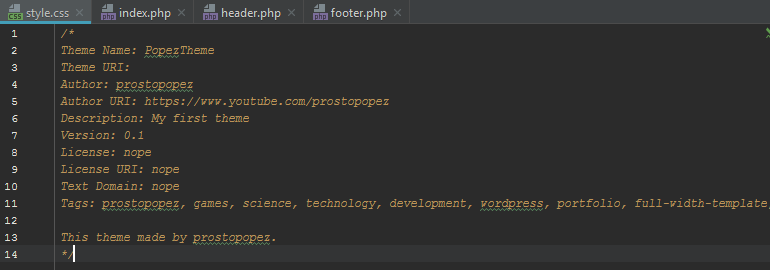 style.css index.php header.php footer.php
1 /*
2 Theme Name: PopezTheme
3 Theme URI:
4 Author: prostopopez
5 Author URI: https://www.youtube.com/prostopopez
6 Description: My first theme
7 Version: 0.1
8 License: nope
9 License URI: nope
10 Text Domain: nope
11 Tags: prostopopez, games, science, technology, development, wordpress, portfolio, full-width-template,
12
13 This theme made by prostopopez.
14 */